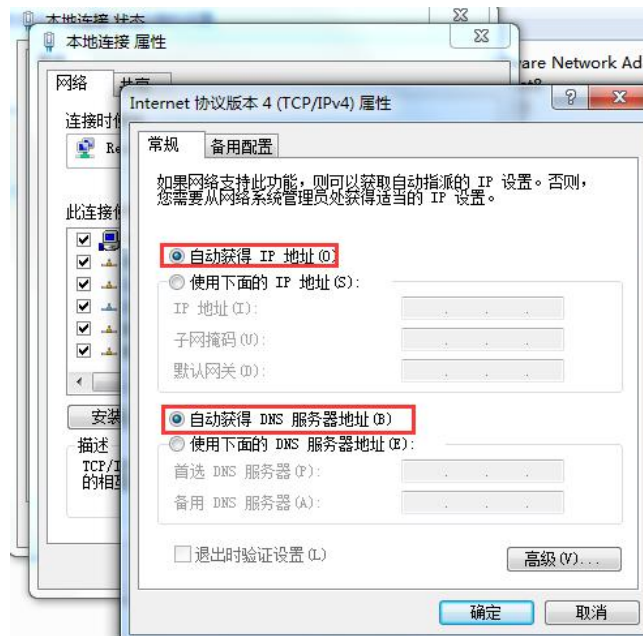 本地连接 状态
本地连接 属性
are Network Ad
网络
共享
Internet 协议版本 4 (TCP/IPv4) 属性
连接时使
Re
常规
备用配置
如果网络支持此功能，则可以获取自动指派的 IP 设置。否则，
您需要从网络系统管理员处获得适当的 IP 设置。
此连接使
自动获得 IP 地址(O)
使用下面的 IP 地址(S):
IP 地址(I):
子网掩码(U):
默认网关(D):
安装
自动获得 DNS 服务器地址(B)
使用下面的 DNS 服务器地址(E):
描述
TCP/I
的相互
首选 DNS 服务器(P):
备用 DNS 服务器(A):
退出时验证设置(L)
高级(V)...
确定
取消